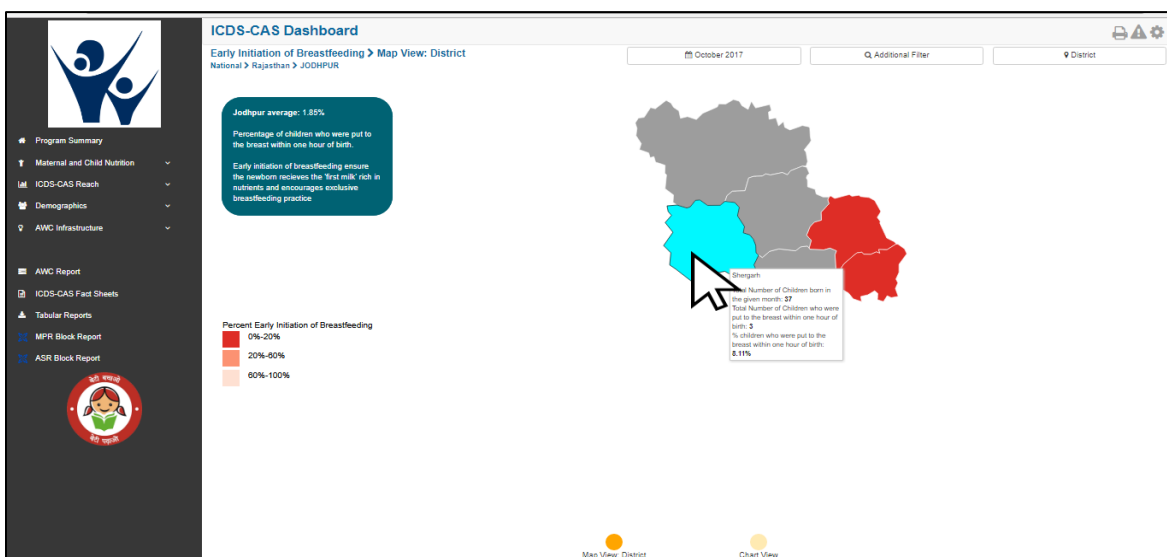 ICDS-CAS Dashboard
Early Initiation of Breastfeeding > Map View: District
National > Rajasthan > JODHPUR
October 2017
Additional Filter
District
Program Summary
Maternal and Child Nutrition
ICDS-CAS Reach
Demographics
AWC Infrastructure
AWC Report
ICDS-CAS Fact Sheets
Tabular Reports
MPR Block Report
ASR Block Report
बेटी बचाओ
बेटी पढ़ाओ
Jodhpur average: 1.85%
Percentage of children who were put to
the breast within one hour of birth.
Early initiation of breastfeeding ensure
the newborn recieves the 'first milk' rich in
nutrients and encourages exclusive
breastfeeding practice
Percent Early Initiation of Breastfeeding
0%-20%
20%-60%
60%-100%
Shergarh
Total Number of Children born in
the given month: 37
Total Number of Children who were
put to the breast within one hour of
birth: 3
% children who were put to the
breast within one hour of birth:
8.11%
Map View: District
Chart View